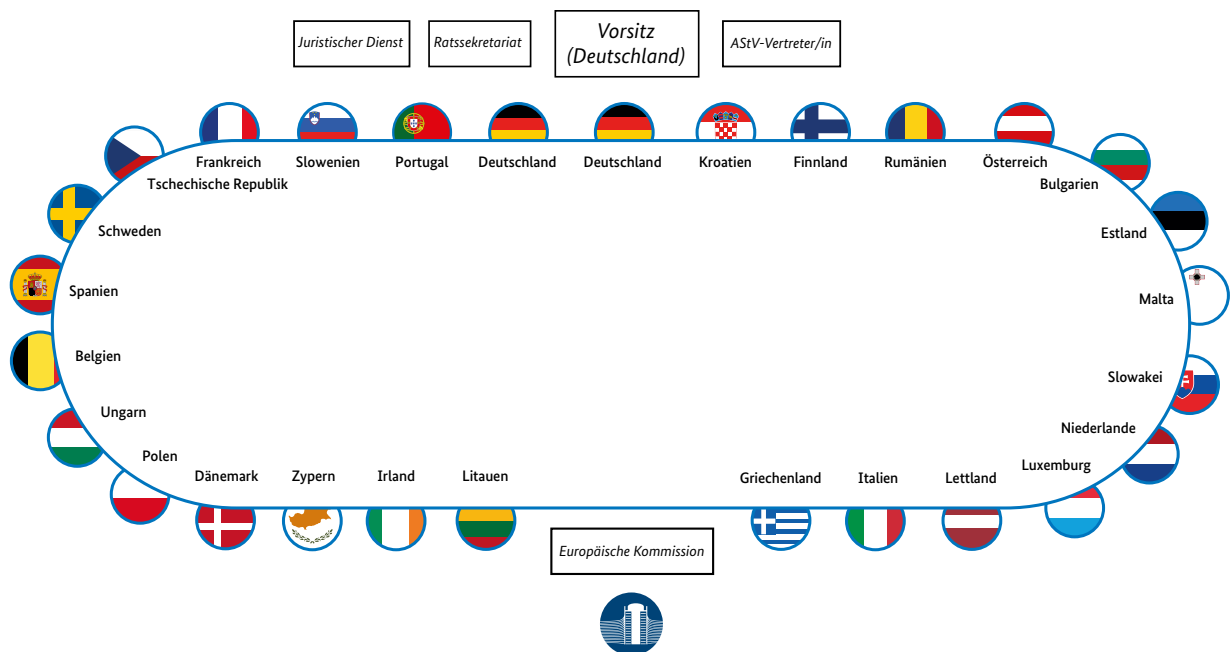 Juristischer Dienst
Ratssekretariat
Vorsitz
(Deutschland)
AStV-Vertreter/in
Frankreich
Slowenien
Portugal
Deutschland
Deutschland
Kroatien
Finnland
Rumänien
Österreich
Tschechische Republik
Bulgarien
Schweden
Estland
Spanien
Malta
Belgien
Slowakei
Ungarn
Niederlande
Polen
Luxemburg
Dänemark
Zypern
Irland
Litauen
Griechenland
Italien
Lettland
Europäische Kommission